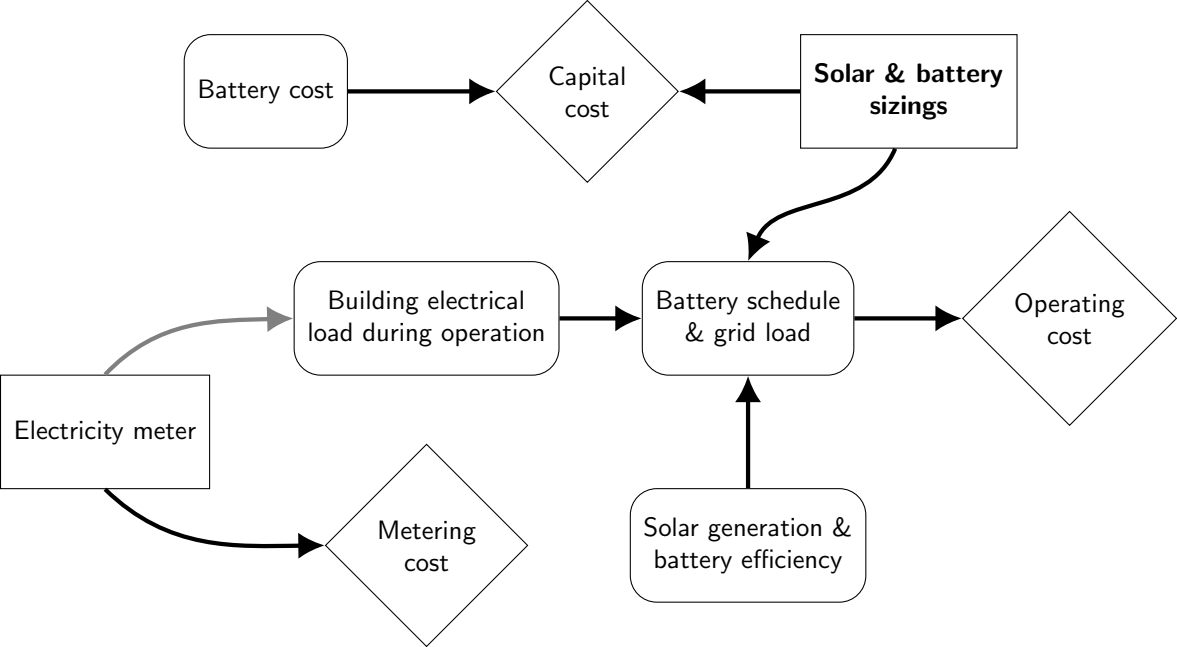 Battery cost
Capital
cost
Solar & battery
sizings
Building electrical
load during operation
Battery schedule
& grid load
Operating
cost
Electricity meter
Metering
cost
Solar generation &
battery efficiency